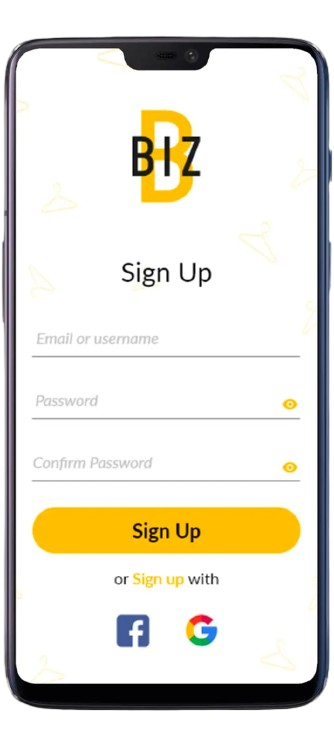 B
BIZ
Sign Up
Email or username
Password
Confirm Password
Sign Up
or Sign up with
f G